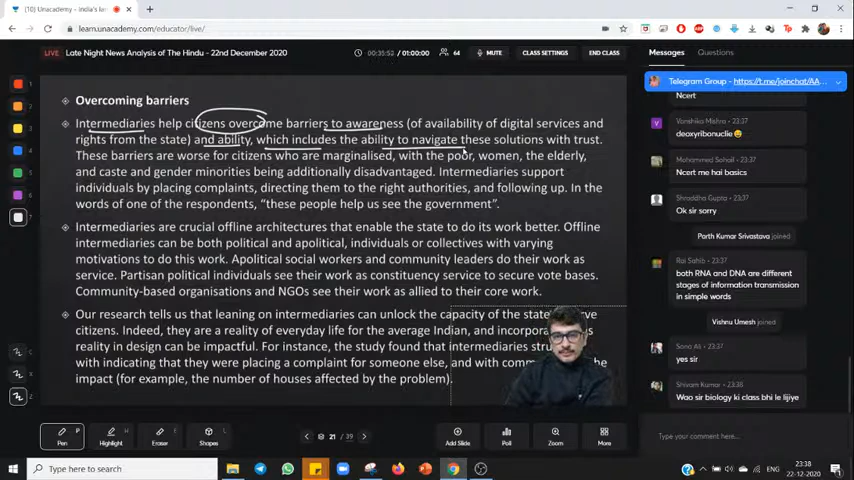 Unacademy - India's la
unacademy.com/educator/live/
LIVE Late Night News Analysis of The Hindu - 22nd December 2020
00:35:50 / 01:00:00
64
MUTE
CLASS SETTINGS
END CLASS
Messages
Questions
Telegram Group - https://t.me/joinchat/AA...
Overcoming barriers
Intermediaries help citizens overcome barriers to awareness (of availability of digital services and
rights from the state) and ability, which includes the ability to navigate these solutions with trust.
These barriers are worse for citizens who are marginalised, with the poor, women, the elderly,
and caste and gender minorities being additionally disadvantaged. Intermediaries support
individuals by placing complaints, directing them to the right authorities, and following up. In the
words of one of the respondents, “these people help us see the government”.
Intermediaries are crucial offline architectures that enable the state to do its work better. Offline
intermediaries can be both political and apolitical, individuals or collectives with varying
motivations to do this work. Apolitical social workers and community leaders do their work as
service. Partisan political individuals see their work as constituency service to secure vote bases.
Community-based organisations and NGOs see their work as allied to their core work.
Our research tells us that leaning on intermediaries can unlock the capacity of the state
citizens. Indeed, they are a reality of everyday life for the average Indian, and
reality in design can be impactful. For instance, the study found that intermediaries
with indicating that they were placing a complaint for someone else, and with
impact (for example, the number of houses affected by the problem).
Ncert
Vanshika Mishra • 23:37
deoxyribonuclie
Mohammed Sohail • 23:37
Ncert me hai basics
Shraddha Gupta • 23:37
Ok sir sorry
Parth Kumar Srivastava joined
Rai Sahib • 23:37
both RNA and DNA are different
stages of information transmission
in simple words
Vishnu Umesh joined
Sona Ali • 23:37
yes sir
Shivam Kumar • 23:38
Wao sir biology ki class bhi le lijiye
Type your comment here...
1
2
3
4
5
6
7
Pen
Highlight
Eraser
Shapes
21 / 39
Add Slide
Poll
Zoom
More
Type here to search
ENG
23:38
22-12-2020